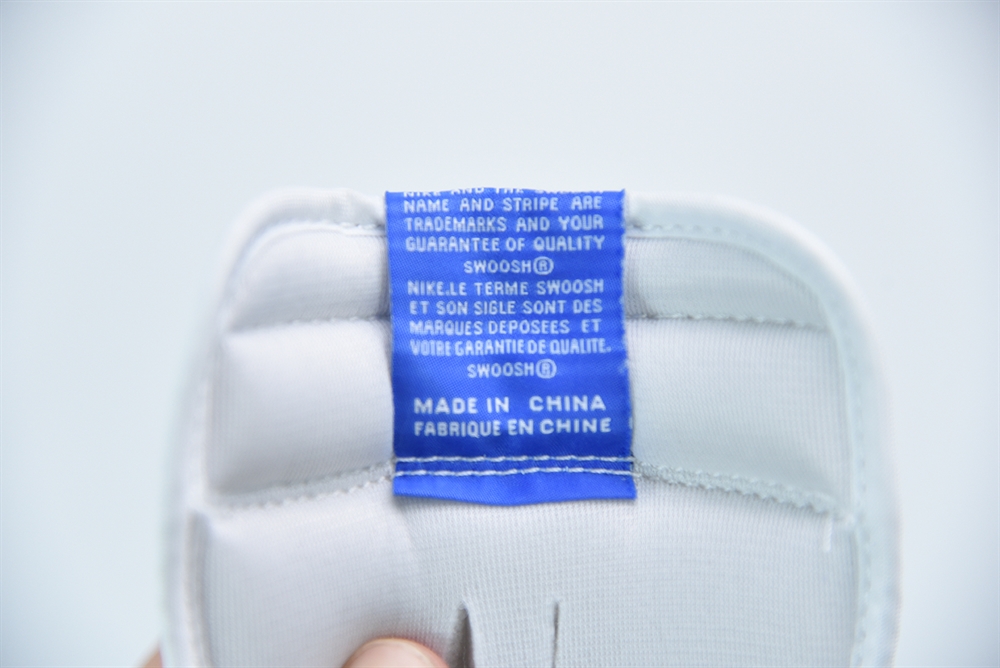 NAME AND STRIPE ARE
TRADEMARKS AND YOUR
GUARANTEE OF QUALITY
SWOOSH®
NIKE.LE TERME SWOOSH
ET SON SIGLE SONT DES
MARQUES DEPOSEES ET
VOTRE GARANTIE DE QUALITE.
SWOOSH®
MADE IN CHINA
FABRIQUE EN CHINE